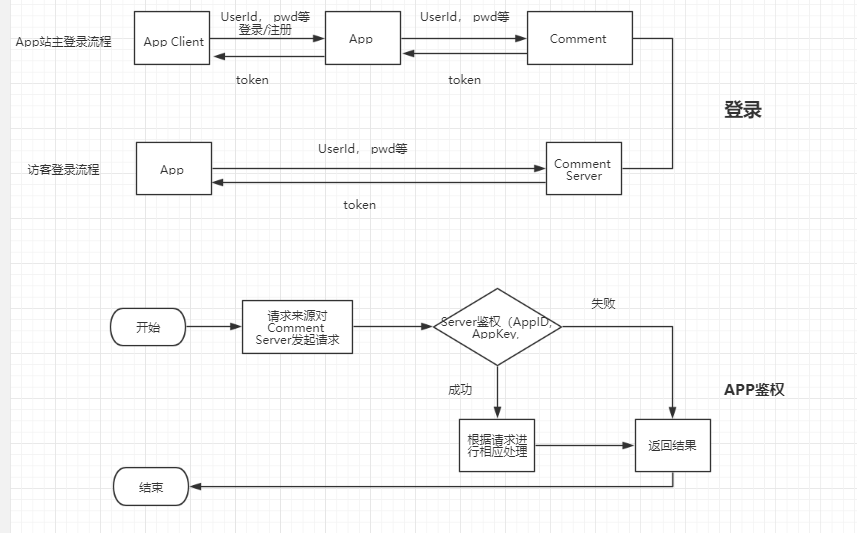 UserId， pwd等
登录/注册
UserId， pwd等
App站主登录流程
App Client
App
Comment
token
token
登录
UserId， pwd等
访客登录流程
App
Comment
Server
token
失败
请求来源对
Comment
Server发起请求
开始
Server鉴权（AppID,
AppKey,
成功
APP鉴权
根据请求进
行相应处理
返回结果
结束